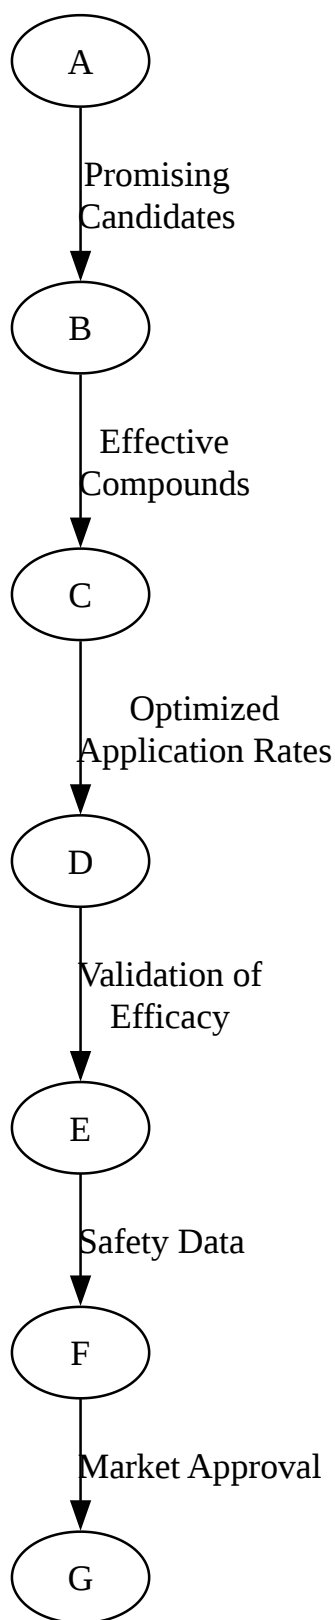 A
Promising
Candidates
B
Effective
Compounds
C
Optimized
Application Rates
D
Validation of
Efficacy
E
Safety Data
F
Market Approval
G